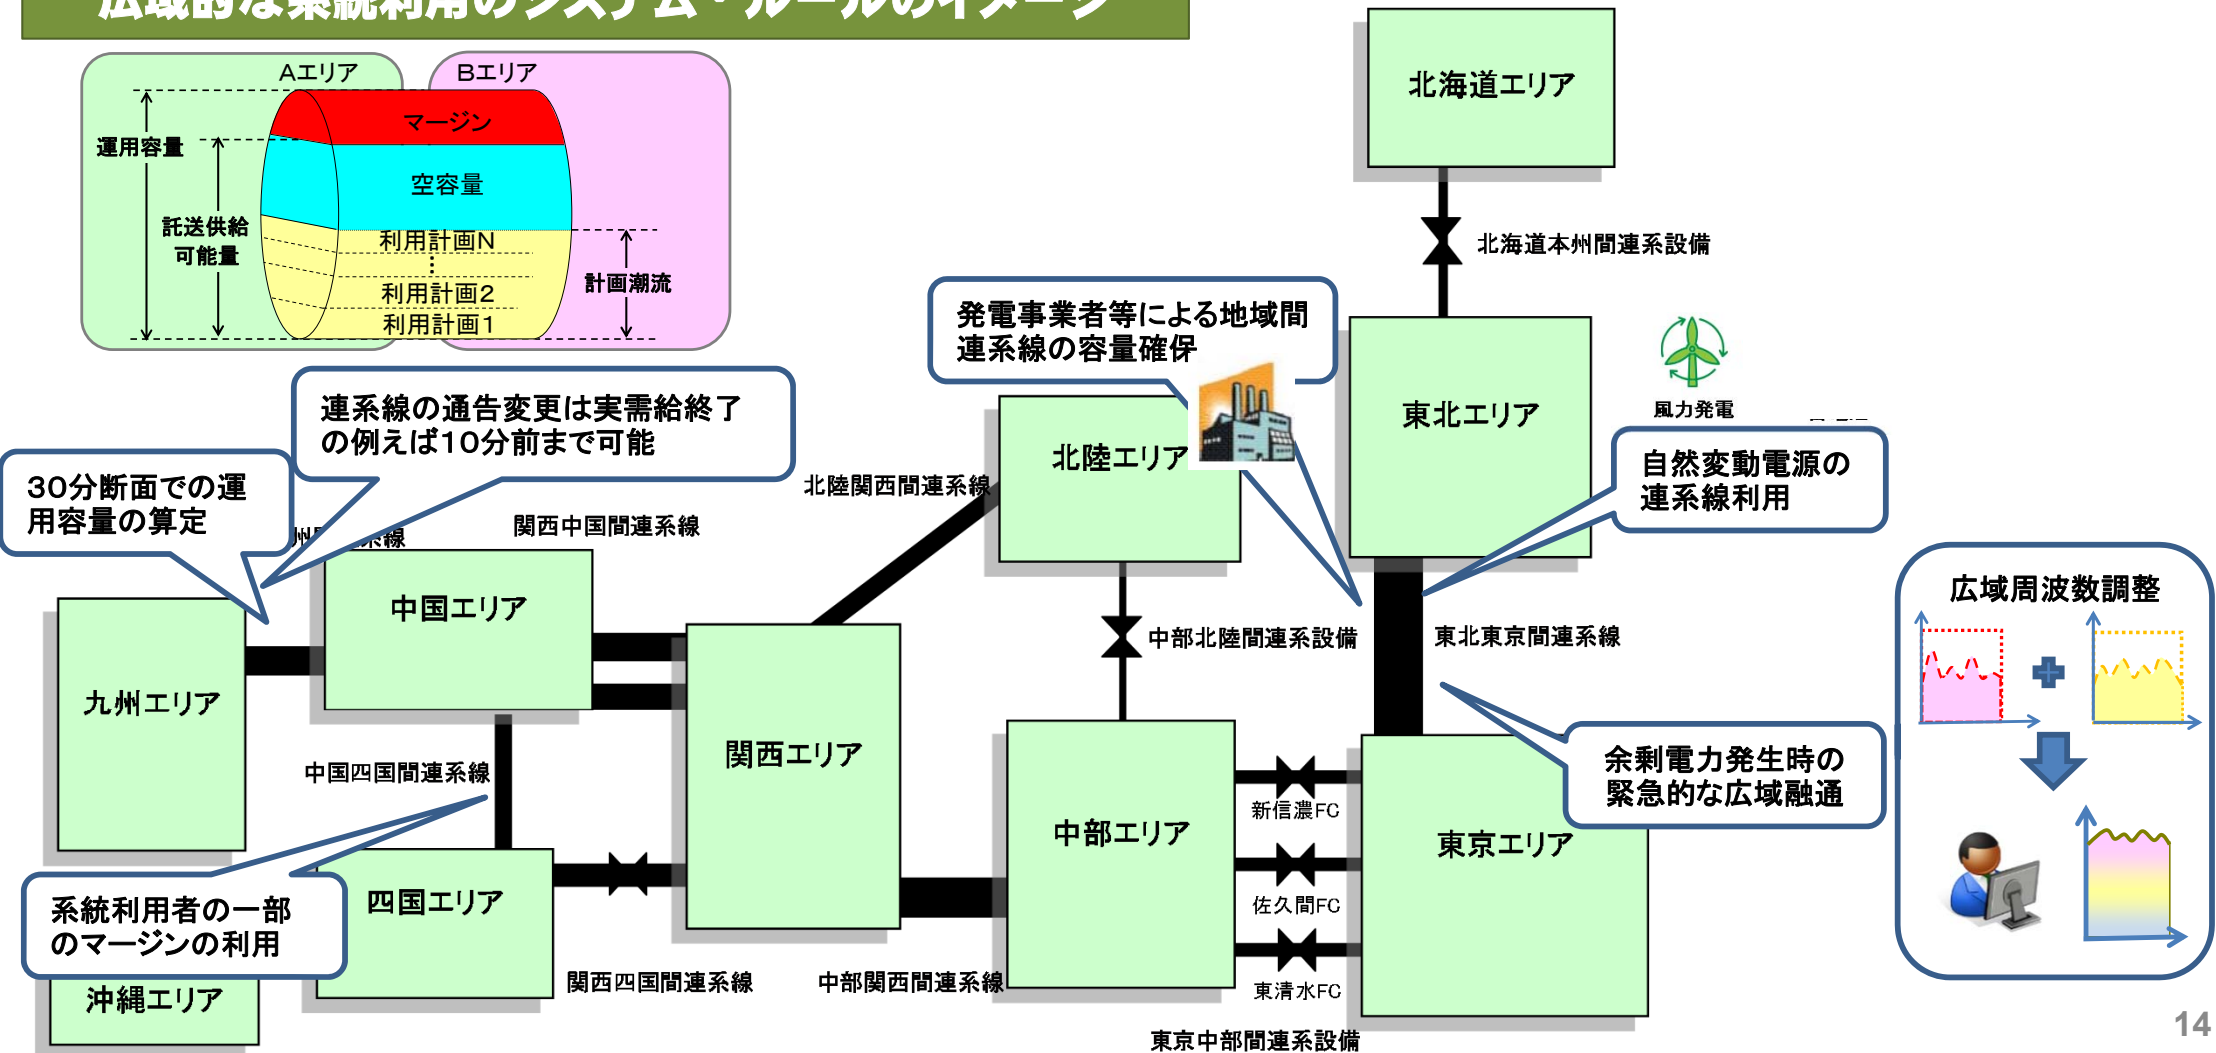 広域的な系統利用のシステム・ルールのイメージ
Aエリア
Bエリア
運用容量
マージン
空容量
託送供給
可能量
利用計画N
利用計画2
利用計画1
計画潮流
北海道エリア
北海道本州間連系設備
発電事業者等による地域間
連系線の容量確保
東北エリア
風力発電
連系線の通告変更は実需給終了
の例えば10分前まで可能
30分断面での運
用容量の算定
関西中国間連系線
北陸関西間連系線
北陸エリア
自然変動電源の
連系線利用
広域周波数調整
中国エリア
中部北陸間連系設備
東北東京間連系線
九州エリア
関西エリア
中国四国間連系線
余剰電力発生時の
緊急的な広域融通
新信濃FC
中部エリア
東京エリア
四国エリア
佐久間FC
系統利用者の一部
のマージンの利用
関西四国間連系線
中部関西間連系線
東清水FC
沖縄エリア
東京中部間連系設備
14